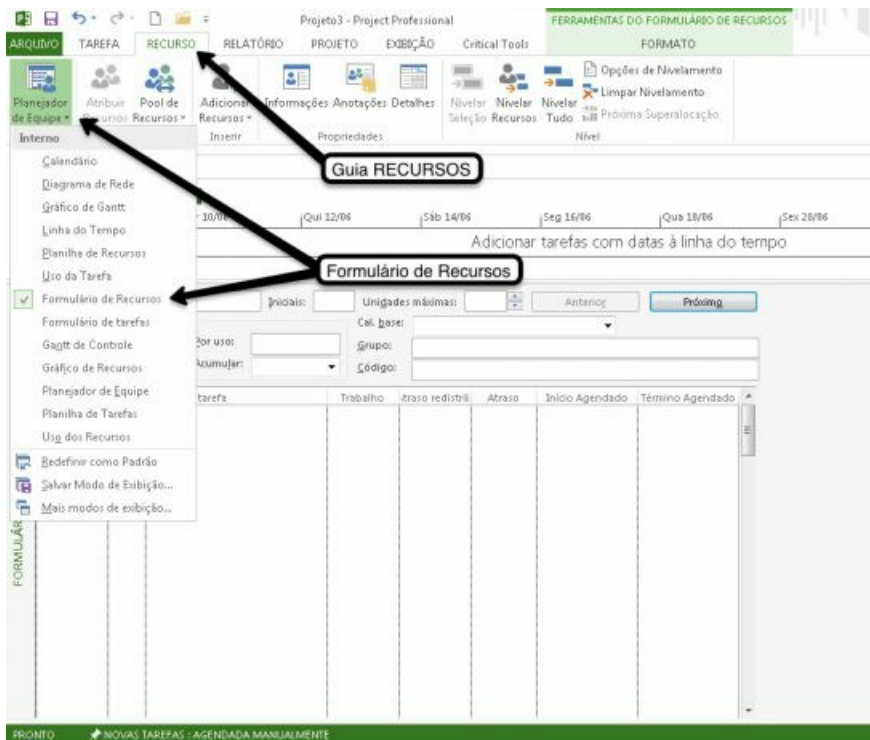 Projeto3 - Project Professional
FERRAMENTAS DO FORMULÁRIO DE RECURSOS
ARQUIVO TAREFA RECURSO RELATÓRIO PROJETO EXIBIÇÃO Critical Tools FORMATO
Planejador de Equipe
Atribuir Recursos
Pool de Recursos
Adicionar Recursos
Informações Anotações Detalhes
Nivelar Seleção
Nivelar Recursos
Nivelar Tudo
Opções de Nivelamento
Limpar Nivelamento
Próxima Superalocação
Inserir Propriedades Nível
Guia RECURSOS
Interno
Calendário
Diagrama de Rede
Gráfico de Gantt
Linha do Tempo
Planilha de Recursos
Uso da Tarefa
Formulário de Recursos
Formulário de tarefas
Gantt de Controle
Gráfico de Recursos
Planejador de Equipe
Planilha de Tarefas
Uso dos Recursos
Redefinir como Padrão
Salvar Modo de Exibição...
Mais modos de exibição...
Qui 12/06 Sáb 14/06 Seg 16/06 Qua 18/06 Sex 20/06
Adicionar tarefas com datas à linha do tempo
Formulário de Recursos
Iniciais: Unidades máximas: Anterior Próximo
Cal. base:
Por uso: Grupo:
Acumular: Código:
tarefa Trabalho Atraso Início Agendado Término Agendado
PRONTO NOVAS TAREFAS : AGENDADA MANUALMENTE